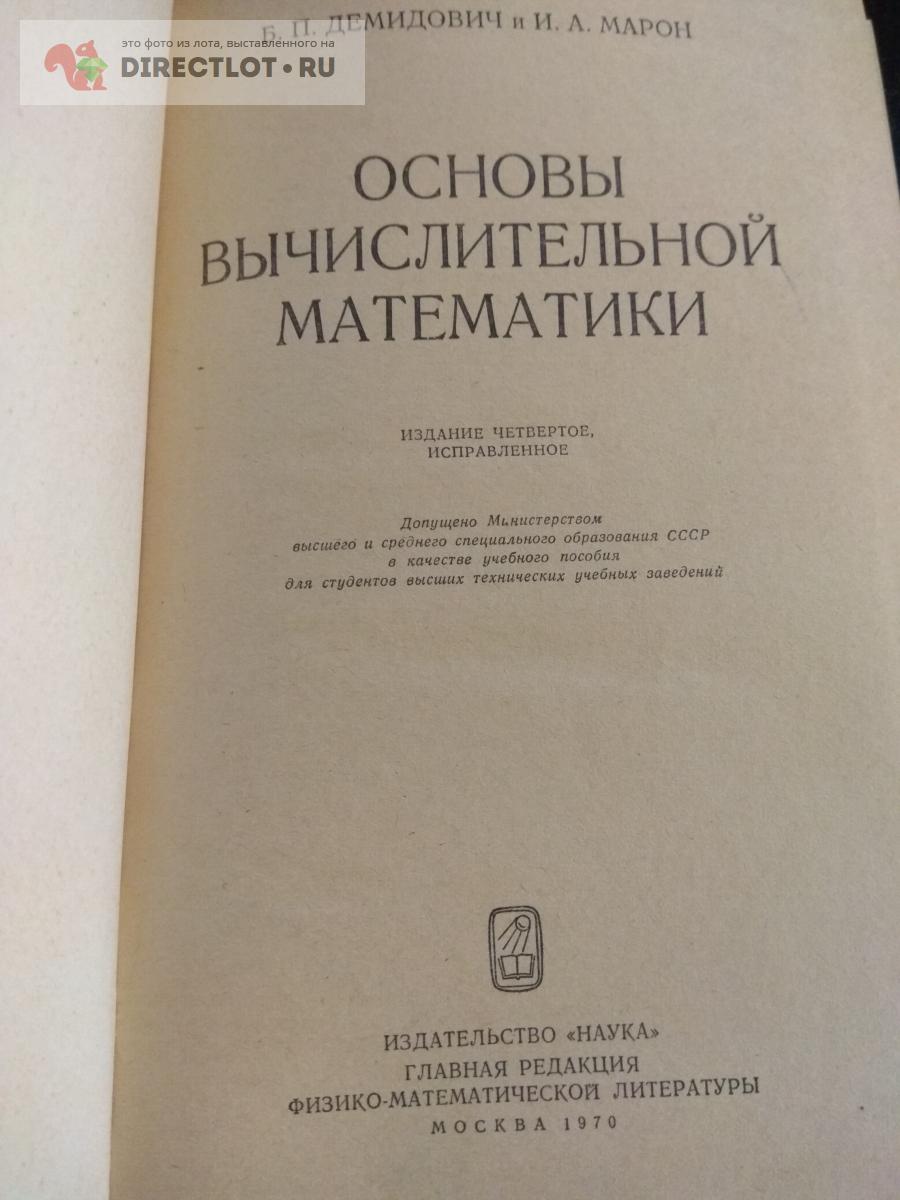 это фото из лота, выставленного на
DIRECTLOT.RU
Б. П. ДЕМИДОВИЧ и И. А. МАРОН
ОСНОВЫ
ВЫЧИСЛИТЕЛЬНОЙ
МАТЕМАТИКИ
ИЗДАНИЕ ЧЕТВЕРТОЕ,
ИСПРАВЛЕННОЕ
Допущено Министерством
высшего и среднего специального образования СССР
в качестве учебного пособия
для студентов высших технических учебных заведений
ИЗДАТЕЛЬСТВО «НАУКА»
ГЛАВНАЯ РЕДАКЦИЯ
ФИЗИКО-МАТЕМАТИЧЕСКОЙ ЛИТЕРАТУРЫ
МОСКВА 1970